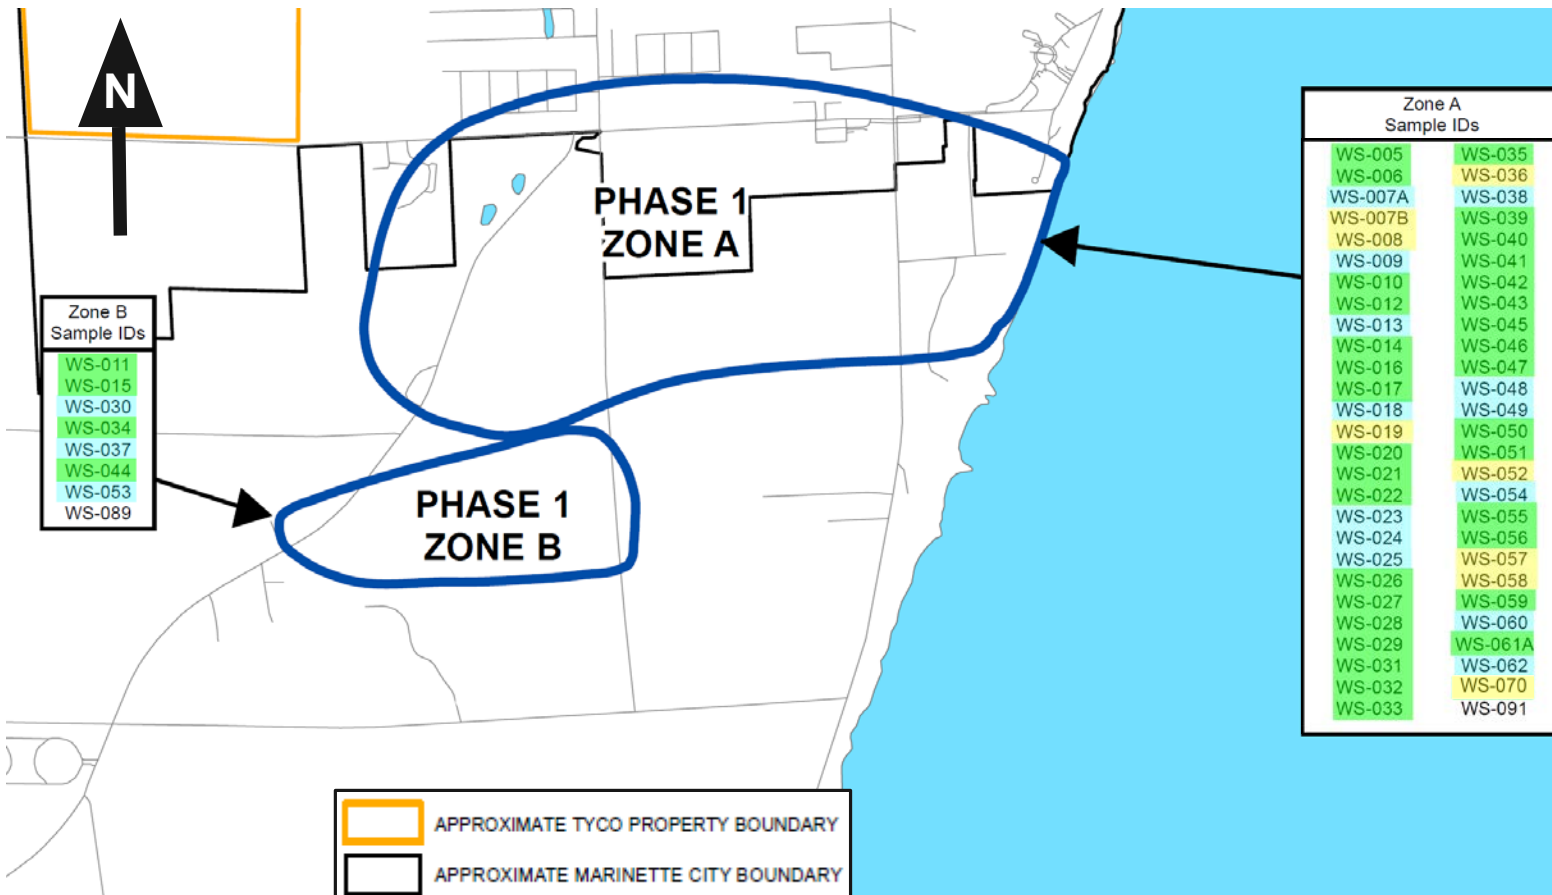 N
PHASE 1
ZONE A
PHASE 1
ZONE B
Zone B
Sample IDs
WS-011
WS-015
WS-030
WS-034
WS-037
WS-044
WS-053
WS-089
Zone A
Sample IDs
WS-005 WS-035
WS-006 WS-036
WS-007A WS-038
WS-007B WS-039
WS-008 WS-040
WS-009 WS-041
WS-010 WS-042
WS-012 WS-043
WS-013 WS-045
WS-014 WS-046
WS-016 WS-047
WS-017 WS-048
WS-018 WS-049
WS-019 WS-050
WS-020 WS-051
WS-021 WS-052
WS-022 WS-054
WS-023 WS-055
WS-024 WS-056
WS-025 WS-057
WS-026 WS-058
WS-027 WS-059
WS-028 WS-060
WS-029 WS-061A
WS-031 WS-062
WS-032 WS-070
WS-033 WS-091
APPROXIMATE TYCO PROPERTY BOUNDARY
APPROXIMATE MARINETTE CITY BOUNDARY